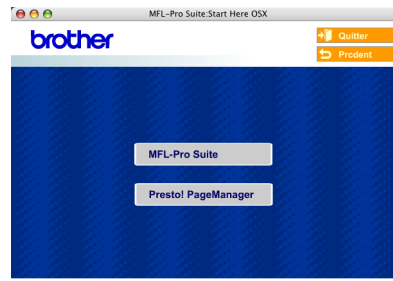 MFL-Pro Suite:Start Here OSX
brother
Quitter
Prcdent
MFL-Pro Suite
Presto! PageManager